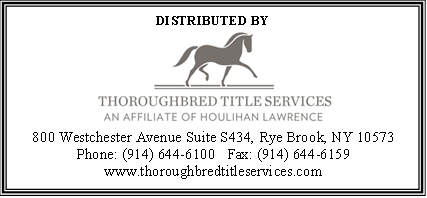 DISTRIBUTED BY
THOROUGHBRED TITLE SERVICES
AN AFFILIATE OF HOULIHAN LAWRENCE
800 Westchester Avenue Suite S434, Rye Brook, NY 10573
Phone: (914) 644-6100 Fax: (914) 644-6159
www.thoroughbredtitleservices.com